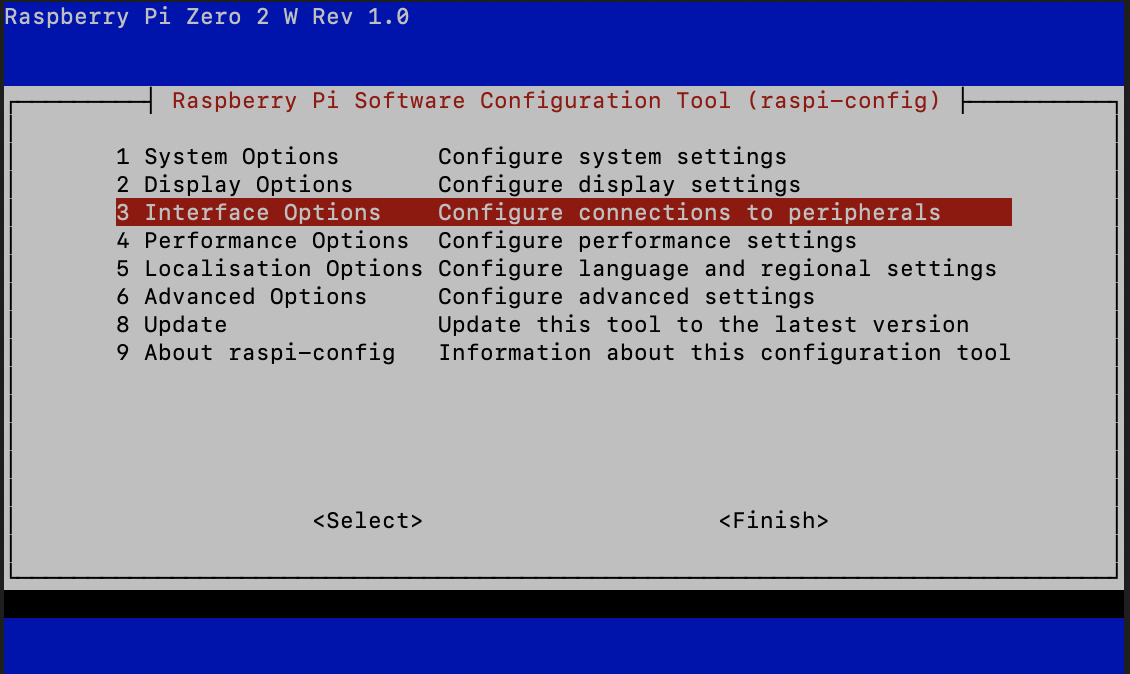 Raspberry Pi Zero 2 W Rev 1.0
Raspberry Pi Software Configuration Tool (raspi-config)
1 System Options Configure system settings
2 Display Options Configure display settings
3 Interface Options Configure connections to peripherals
4 Performance Options Configure performance settings
5 Localisation Options Configure language and regional settings
6 Advanced Options Configure advanced settings
8 Update Update this tool to the latest version
9 About raspi-config Information about this configuration tool
<Select> <Finish>